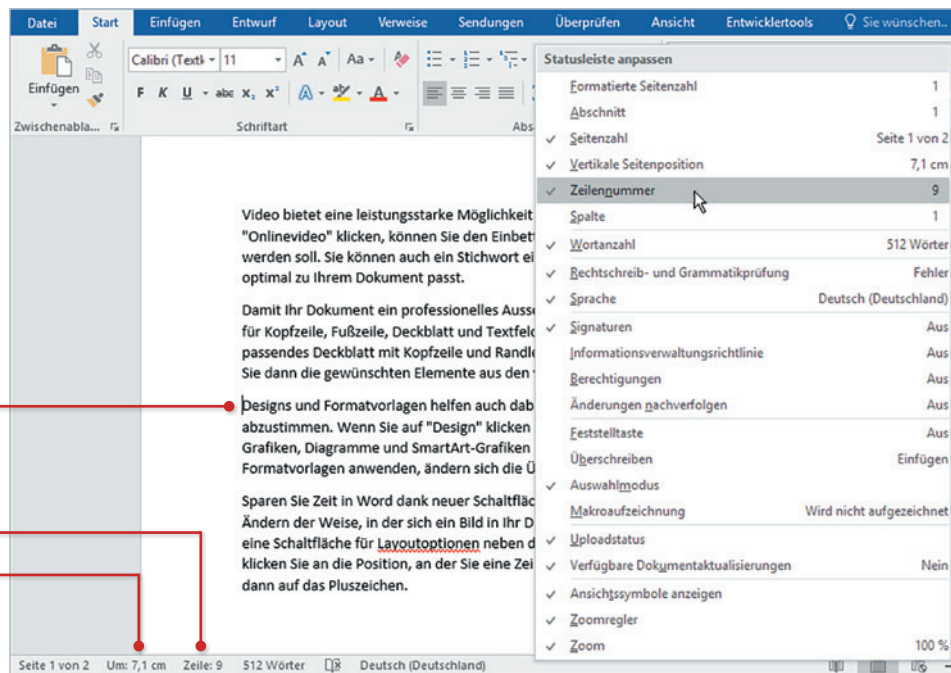 Datei Start Einfügen Entwurf Layout Verweise Sendungen Überprüfen Ansicht Entwicklertools Sie wünschen...
Calibri (Textk 11 Aa
Einfügen
F K U abc x₂ x² A aby A
Zwischenabla... Schriftart Abs
Video bietet eine leistungsstarke Möglichkeit
"Onlinevideo" klicken, können Sie den Einbett
werden soll. Sie können auch ein Stichwort ei
optimal zu Ihrem Dokument passt.
Damit Ihr Dokument ein professionelles Ausse
für Kopfzeile, Fußzeile, Deckblatt und Textfeld
passendes Deckblatt mit Kopfzeile und Randle
Sie dann die gewünschten Elemente aus den
Designs und Formatvorlagen helfen auch dab
abzustimmen. Wenn Sie auf "Design" klicken
Grafiken, Diagramme und SmartArt-Grafiken
Formatvorlagen anwenden, ändern sich die Ü
Sparen Sie Zeit in Word dank neuer Schaltfläc
Ändern der Weise, in der sich ein Bild in Ihr D
eine Schaltfläche für Layoutoptionen neben d
klicken Sie an die Position, an der Sie eine Zei
dann auf das Pluszeichen.
Statusleiste anpassen
Formatierte Seitenzahl 1
Abschnitt 1
Seitenzahl Seite 1 von 2
Vertikale Seitenposition 7,1 cm
Zeilennummer 9
Spalte 1
Wortanzahl 512 Wörter
Rechtschreib- und Grammatikprüfung Fehler
Sprache Deutsch (Deutschland)
Signaturen Aus
Informationsverwaltungsrichtlinie Aus
Berechtigungen Aus
Änderungen nachverfolgen Aus
Feststelltaste Aus
Überschreiben Einfügen
Auswahlmodus
Makroaufzeichnung Wird nicht aufgezeichnet
Uploadstatus
Verfügbare Dokumentaktualisierungen Nein
Ansichtssymbole anzeigen
Zoomregler
Zoom 100 %
Seite 1 von 2 Um: 7,1 cm Zeile: 9 512 Wörter Deutsch (Deutschland)